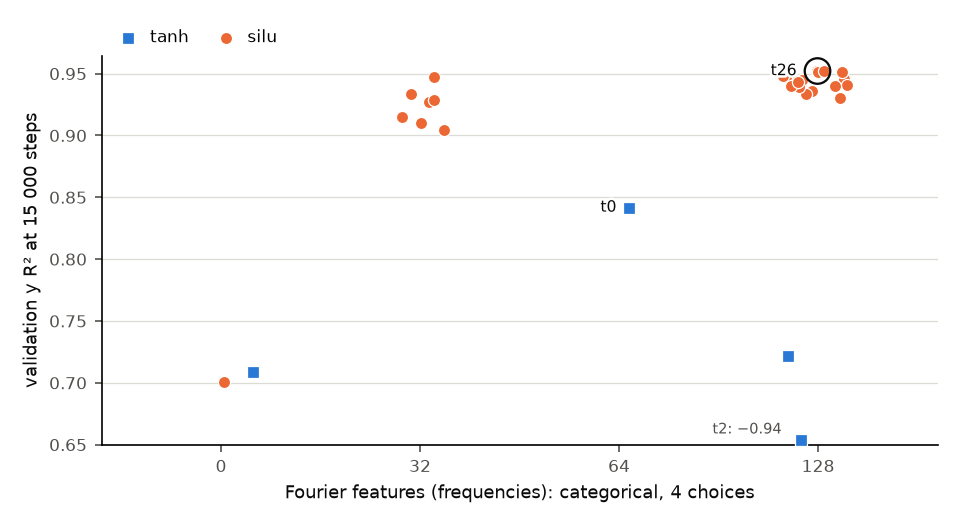 tanh silu
validation y R² at 15 000 steps
0.95
0.90
0.85
0.80
0.75
0.70
0.65
t26
t0
t2: −0.94
0 32 64 128
Fourier features (frequencies): categorical, 4 choices